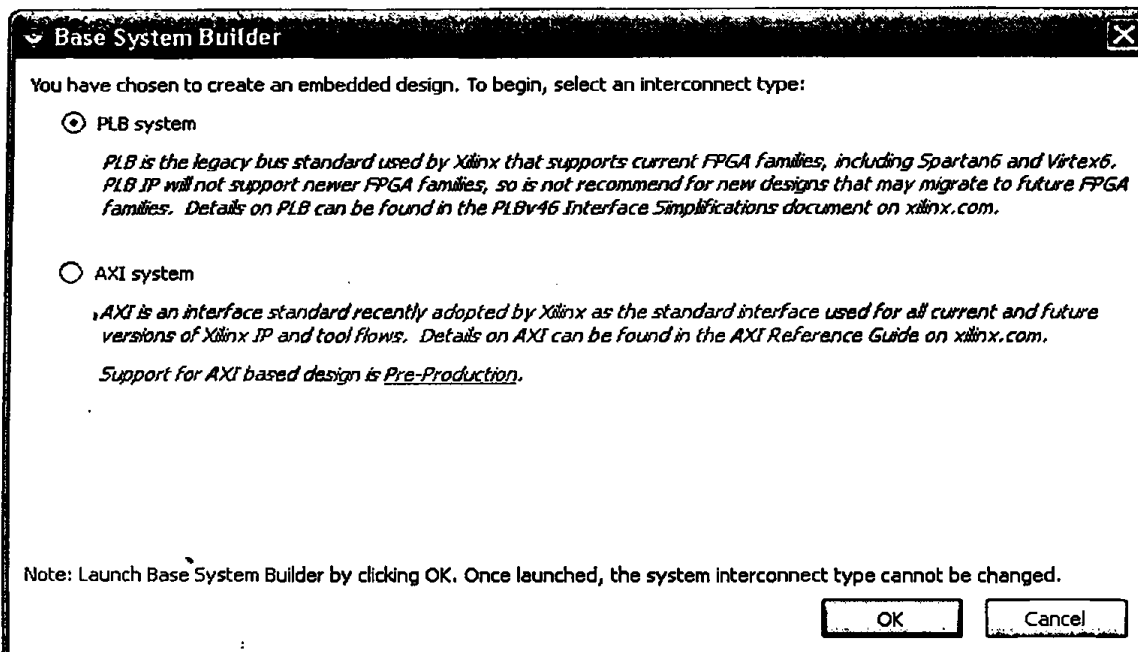 Base System Builder
You have chosen to create an embedded design. To begin, select an interconnect type:
PLB system
PLB is the legacy bus standard used by Xilinx that supports current FPGA families, including Spartan6 and Virtex6.
PLB IP will not support newer FPGA families, so is not recommend for new designs that may migrate to future FPGA
families. Details on PLB can be found in the PLBv46 Interface Simplifications document on xilinx.com.
AXI system
AXI is an interface standard recently adopted by Xilinx as the standard interface used for all current and future
versions of Xilinx IP and tool flows. Details on AXI can be found in the AXI Reference Guide on xilinx.com.
Support for AXI based design is Pre-Production.
Note: Launch Base System Builder by clicking OK. Once launched, the system interconnect type cannot be changed.
OK Cancel